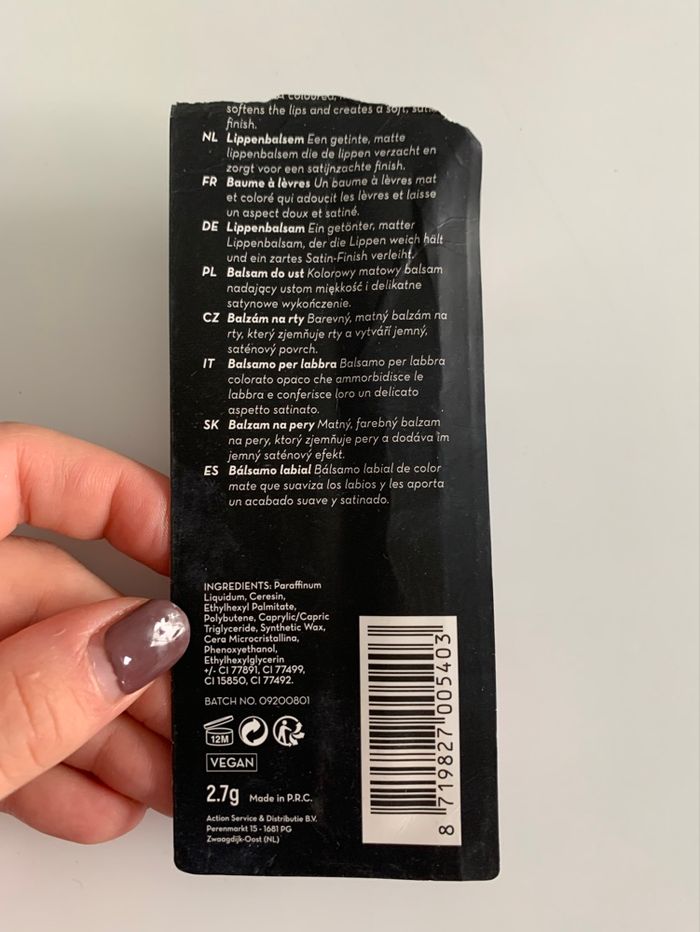 coloured,
softens the lips and creates a soft,
finish.
NL Lippenbalsem Een getinte, matte
lippenbalsem die de lippen verzacht en
zorgt voor een satijnzachte finish.
FR Baume à lèvres Un baume à lèvres mat
et coloré qui adoucit les lèvres et laisse
un aspect doux et satiné.
DE Lippenbalsam Ein getönter, matter
Lippenbalsam, der die Lippen weich hält
und ein zartes Satin-Finish verleiht.
PL Balsam do ust Kolorowy matowy balsam
nadający ustom miękkość i delikatne
satynowe wykończenie.
CZ Balzám na rty Barevný, matný balzám na
rty, který zjemňuje rty a vytváří jemný,
saténový povrch.
IT Balsamo per labbra Balsamo per labbra
colorato opaco che ammorbidisce le
labbra e conferisce loro un delicato
aspetto satinato.
SK Balzam na pery Matný, farebný balzam
na pery, ktorý zjemňuje pery a dodáva im
jemný saténový efekt.
ES Bálsamo labial Bálsamo labial de color
mate que suaviza los labios y les aporta
un acabado suave y satinado.
INGREDIENTS: Paraffinum
Liquidum, Ceresin,
Ethylhexyl Palmitate,
Polybutene, Caprylic/Capric
Triglyceride, Synthetic Wax,
Cera Microcristallina,
Phenoxyethanol,
Ethylhexylglycerin
+/- CI 77891, CI 77499,
CI 15850, CI 77492.
BATCH NO. 09200801
12M
VEGAN
2.7g Made in P.R.C.
Action Service & Distributie B.V.
Perenmarkt 15 - 1681 PG
Zwaagdijk-Oost (NL)
8 719827 005403